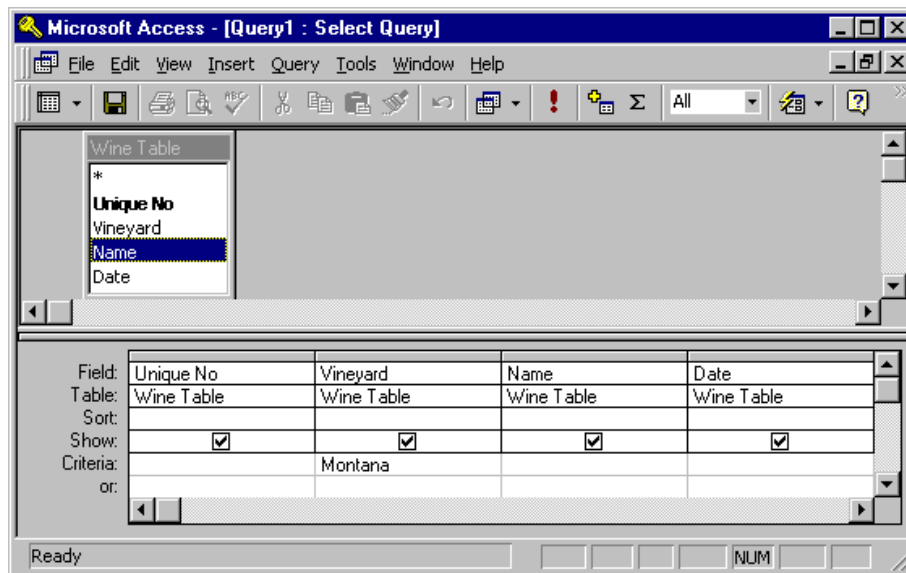 Microsoft Access - [Query1 : Select Query]
File Edit View Insert Query Tools Window Help
ABC Σ All
Wine Table
*
Unique No
Vineyard
Name
Date
Field: Unique No Vineyard Name Date
Table: Wine Table Wine Table Wine Table Wine Table
Sort:
Show:
Criteria: Montana
or:
Ready NUM